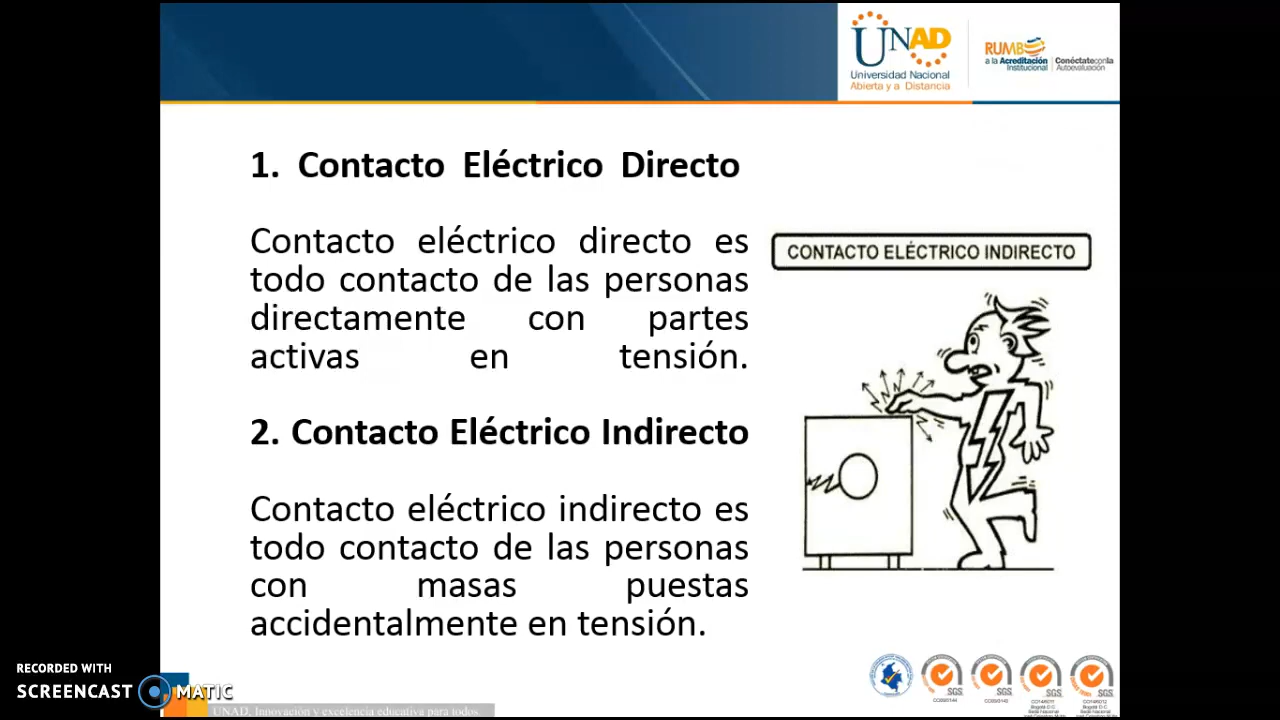 UNAD
Universidad Nacional
Abierta y a Distancia
RUMBO
a la Acreditación
Institucional
Conéctate con la
Autoevaluación
1. Contacto Eléctrico Directo
Contacto eléctrico directo es
todo contacto de las personas
directamente con partes
activas en tensión.
CONTACTO ELÉCTRICO INDIRECTO
2. Contacto Eléctrico Indirecto
Contacto eléctrico indirecto es
todo contacto de las personas
con masas puestas
accidentalmente en tensión.
RECORDED WITH
SCREENCAST MATIC
UNAD, Innovación y excelencia educativa para todos
SGS
SGS
SGS
SGS